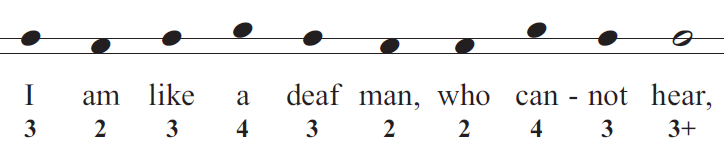 I am like a deaf man, who can - not hear,
3 2 3 4 3 2 2 4 3 3+